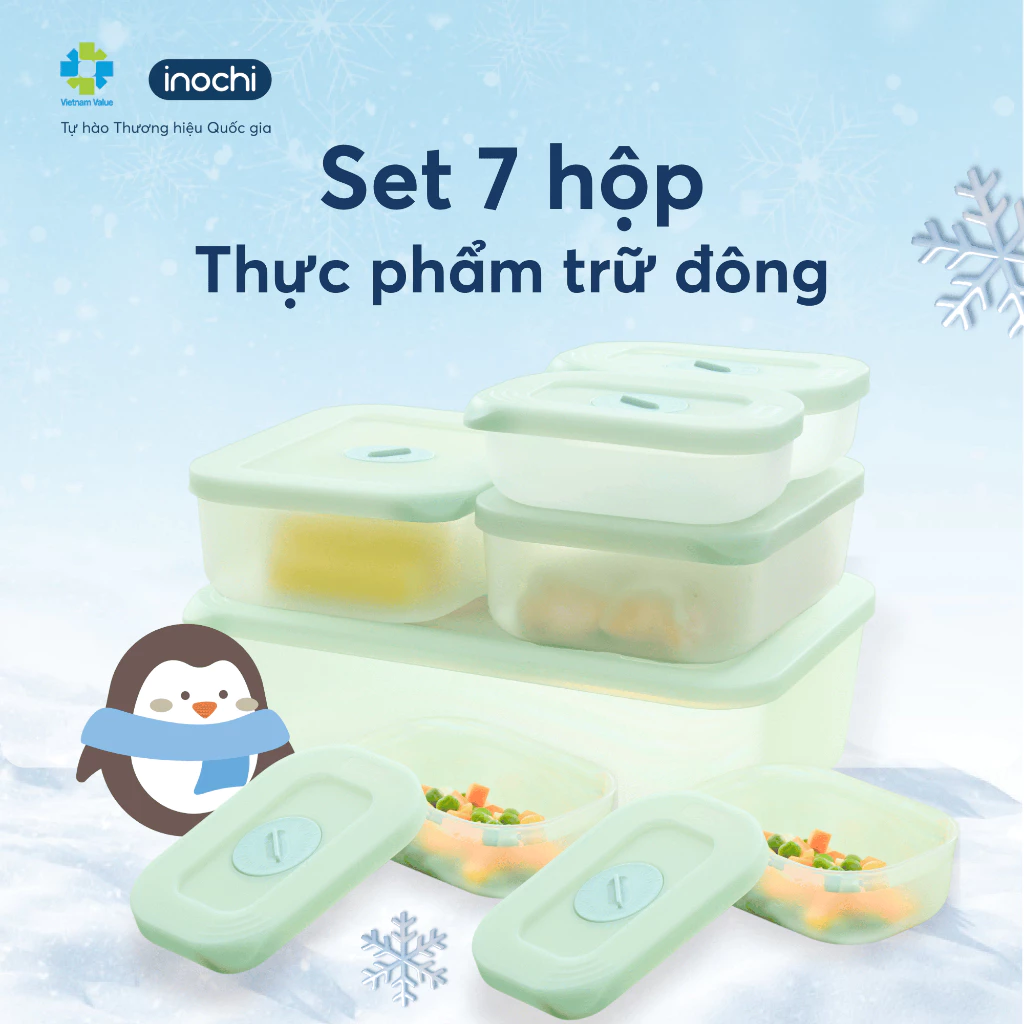 Vietnam Value
inochi
Tự hào Thương hiệu Quốc gia
Set 7 hộp
Thực phẩm trữ đông